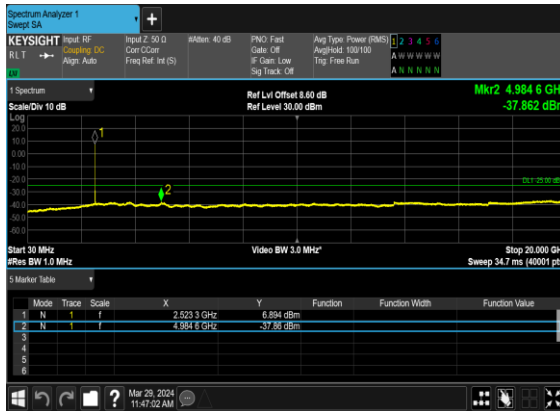 Spectrum Analyzer 1
Swept SA
+
KEYSIGHT Input: RF Input Z: 50 Ω #Atten: 40 dB PNO: Fast Avg Type: Power (RMS) 1 2 3 4 5 6
RLT Coupling: DC Corr CCorr Gate: Off Avg|Hold: 100/100 A W W W W W
Align: Auto Freq Ref: Int (S) IF Gain: Low Trig: Free Run
Sig Track: Off A N N N N N
1 Spectrum
Scale/Div 10 dB
Ref Lvl Offset 8.60 dB
Ref Level 30.00 dBm
Mkr2 4.984 6 GH
-37.862 dBm
Log
20.0
10.0
0.00
-10.0
-20.0
-30.0
-40.0
-50.0
-60.0
1
2
DL1 -25.00 dB
Start 30 MHz Video BW 3.0 MHz* Stop 20.000 GH
#Res BW 1.0 MHz Sweep 34.7 ms (40001 pt
5 Marker Table
Mode Trace Scale X Y Function Function Width Function Value
1 N 1 f 2.523 3 GHz 6.894 dBm
2 N 1 f 4.984 6 GHz -37.86 dBm
3
4
5
6
?
Mar 29, 2024
11:47:02 AM